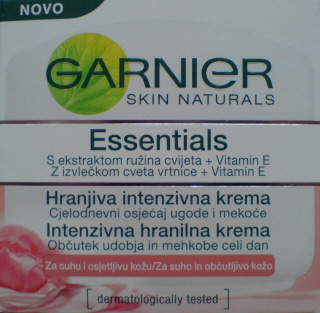 NOVO
GARNIER
SKIN NATURALS
Essentials
S ekstraktom ružina cvijeta + Vitamin E
Z izvlečkom cveta vrtnice + Vitamin E
Hranjiva intenzivna krema
Cjelodnevni osjećaj ugode i mekoće
Intenzivna hranilna krema
Občutek udobja in mehkobe celi dan
Za suhu i osjetljivu kožu/Za suho in občutljivo kožo
[ dermatologically tested ]